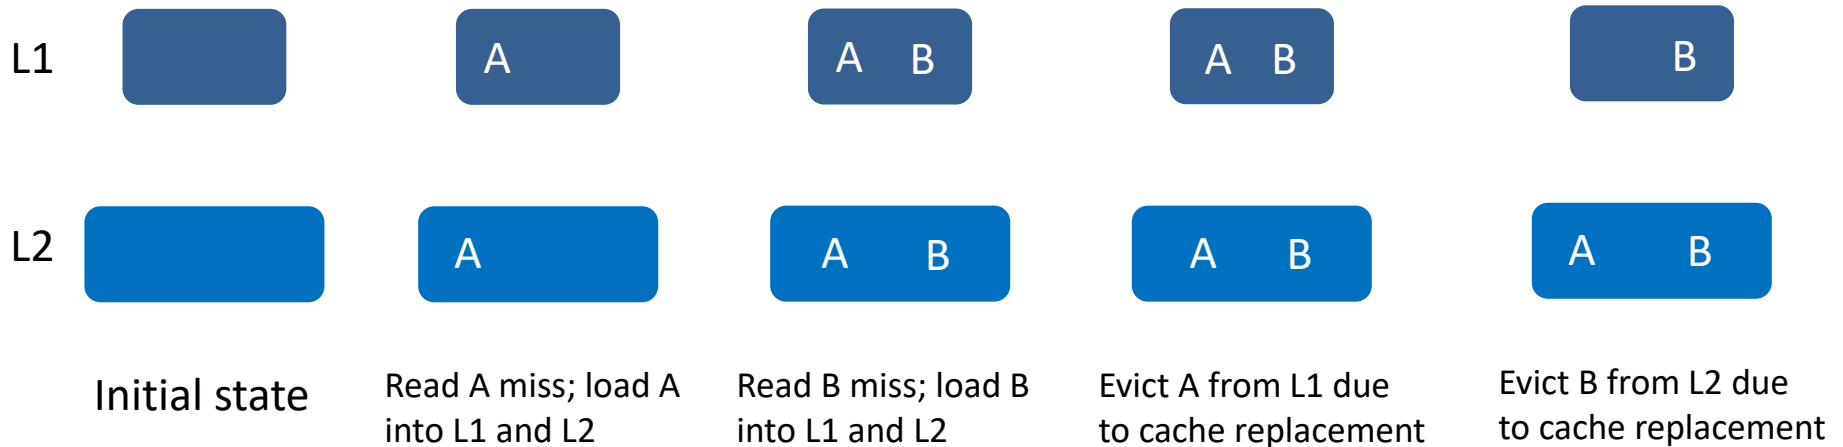 L1
A
A B
A B
B
L2
A
A B
A B
A B
Initial state
Read A miss; load A
into L1 and L2
Read B miss; load B
into L1 and L2
Evict A from L1 due
to cache replacement
Evict B from L2 due
to cache replacement